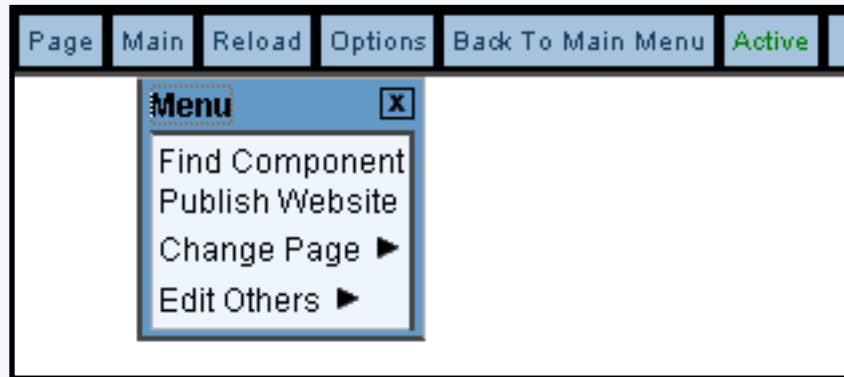 Page Main Reload Options Back To Main Menu Active
Menu X
Find Component
Publish Website
Change Page ►
Edit Others ►